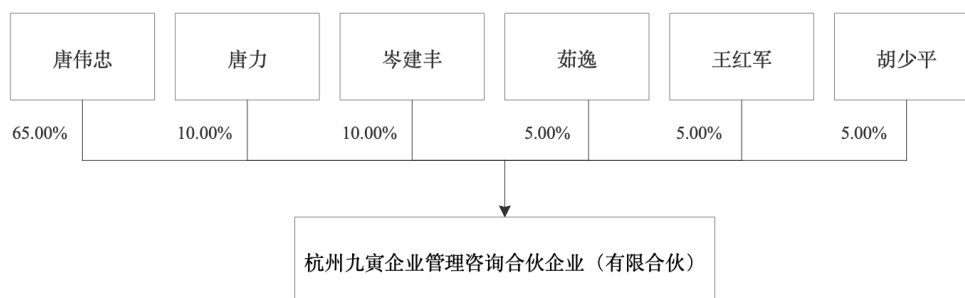 唐伟忠
唐力
岑建丰
茹逸
王红军
胡少平
65.00%
10.00%
10.00%
5.00%
5.00%
5.00%
杭州九寅企业管理咨询合伙企业（有限合伙）